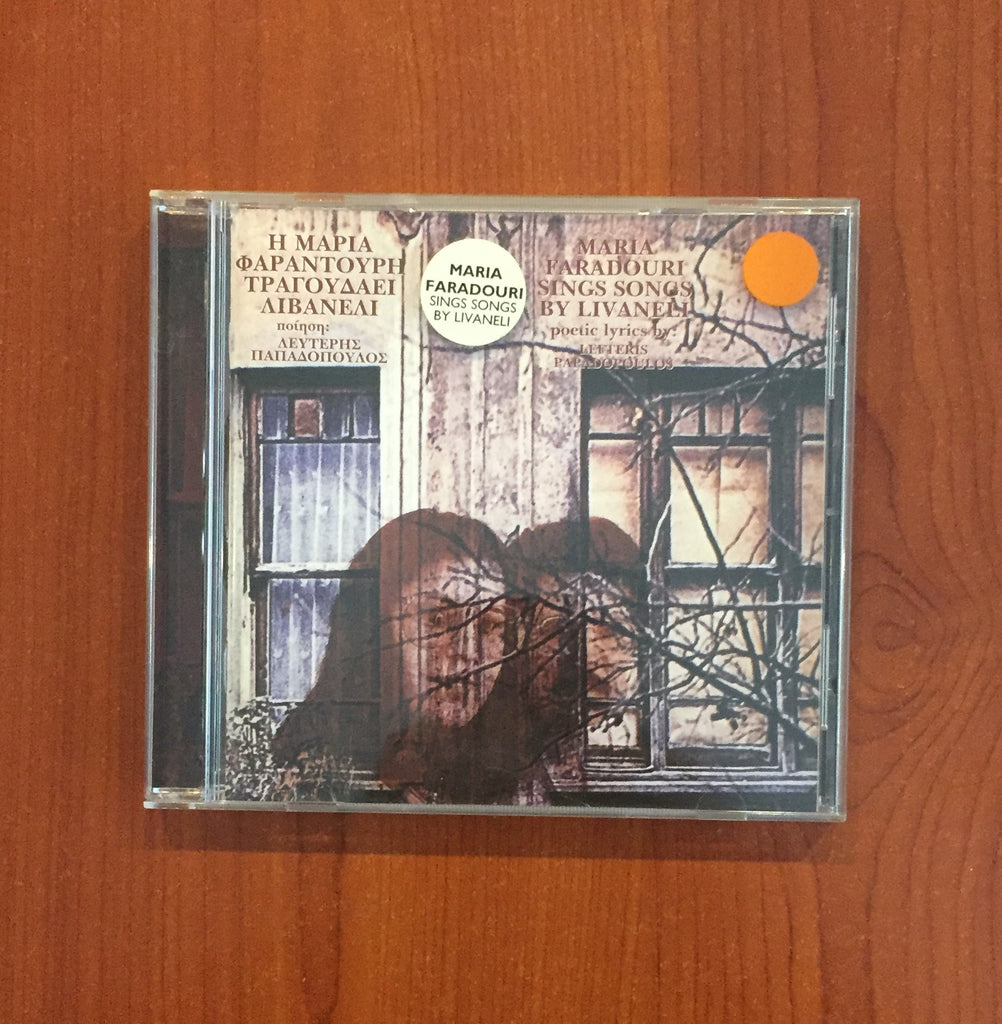 Η ΜΑΡΙΑ
ΦΑΡΑΝΤΟΥΡΗ
ΤΡΑΓΟΥΔΑΕΙ
ΛΙΒΑΝΕΛΙ
ποίηση:
ΛΕΥΤΕΡΗΣ
ΠΑΠΑΔΟΠΟΥΛΟΣ
MARIA
FARADOURI
SINGS SONGS
BY LIVANELI
MARIA
FARADOURI
SINGS SONGS
BY LIVANELI
poetic lyrics by:
LEFTERIS
PAPADOPOULOS